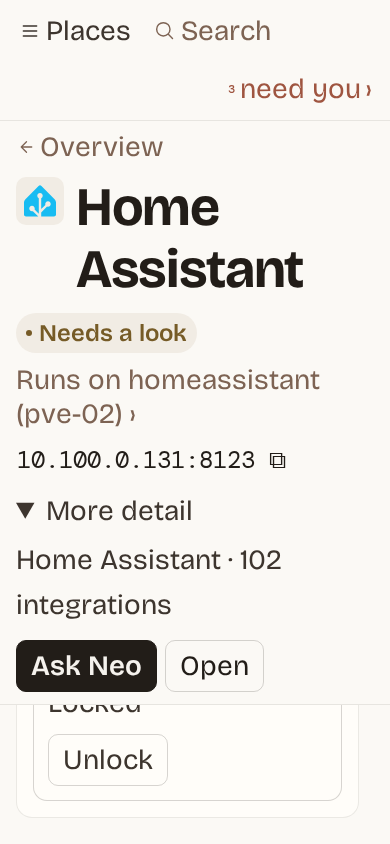 Places Search
3 need you ›
← Overview
Home
Assistant
• Needs a look
Runs on homeassistant
(pve-02) ›
10.100.0.131:8123
▼ More detail
Home Assistant · 102
integrations
Ask Neo Open
Locked
Unlock